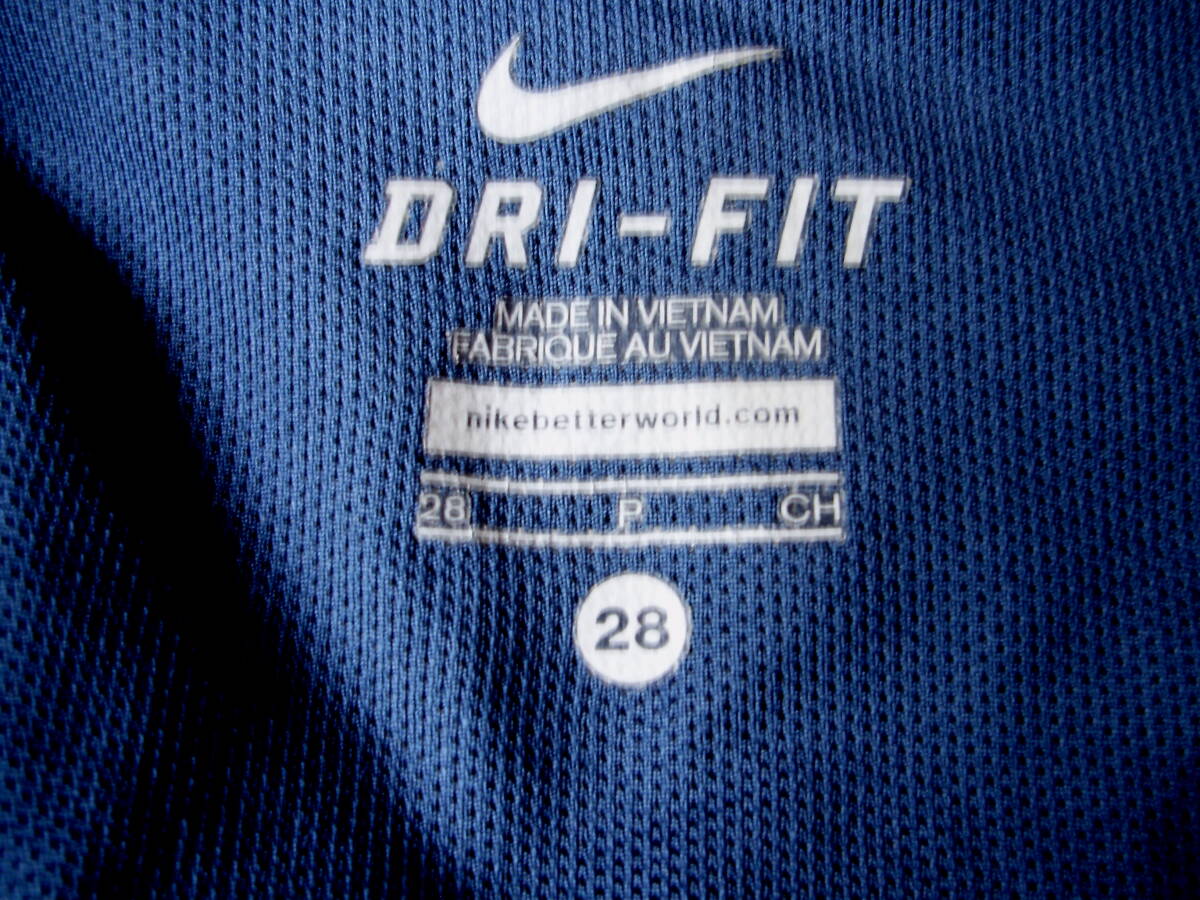 DRI-FIT
MADE IN VIETNAM
FABRIQUE AU VIETNAM
nikebetterworld.com
28 P CH
28